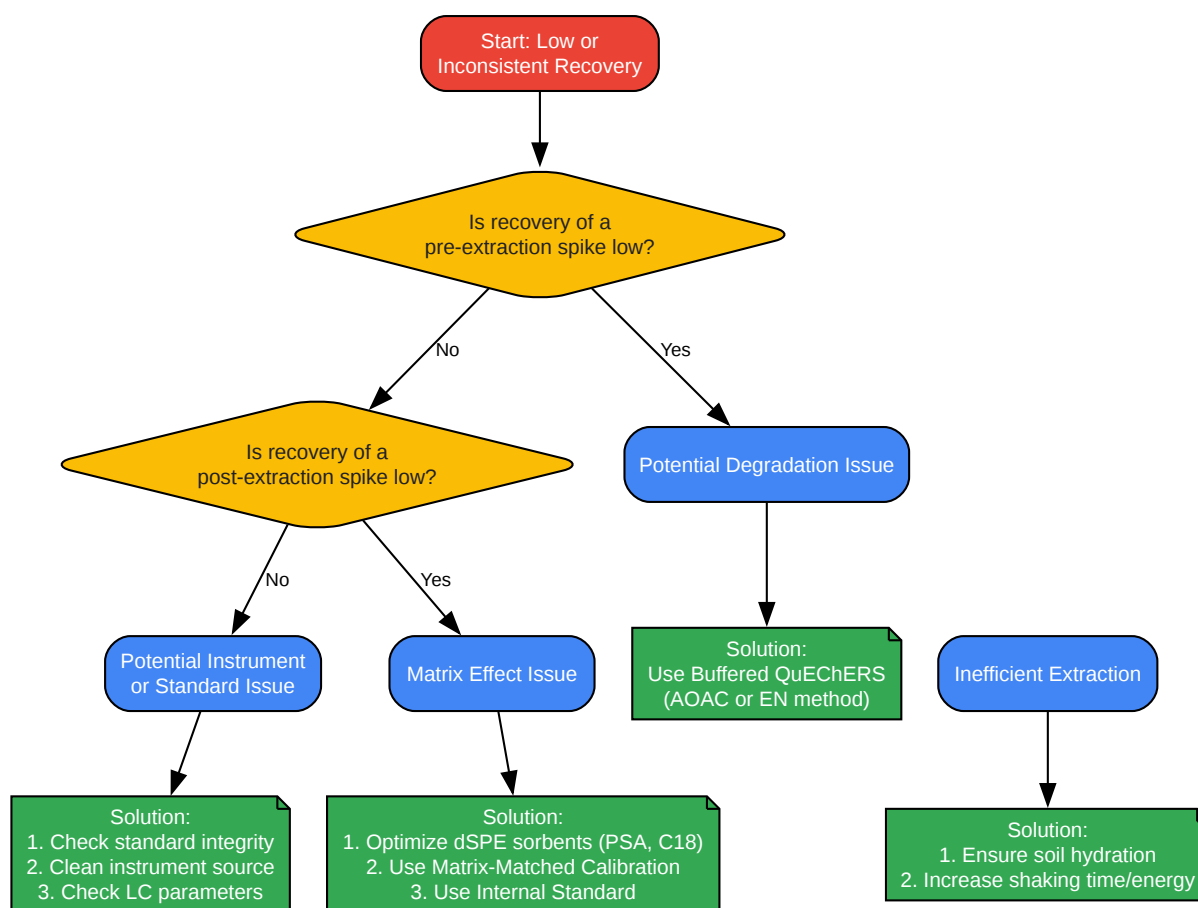 Start: Low or
Inconsistent Recovery
Is recovery of a
pre-extraction spike low?
No
Yes
Is recovery of a
post-extraction spike low?
Potential Degradation Issue
No
Yes
Potential Instrument
or Standard Issue
Matrix Effect Issue
Solution:
Use Buffered QuEChERS
(AOAC or EN method)
Inefficient Extraction
Solution:
1. Check standard integrity
2. Clean instrument source
3. Check LC parameters
Solution:
1. Optimize dSPE sorbents (PSA, C18)
2. Use Matrix-Matched Calibration
3. Use Internal Standard
Solution:
1. Ensure soil hydration
2. Increase shaking time/energy